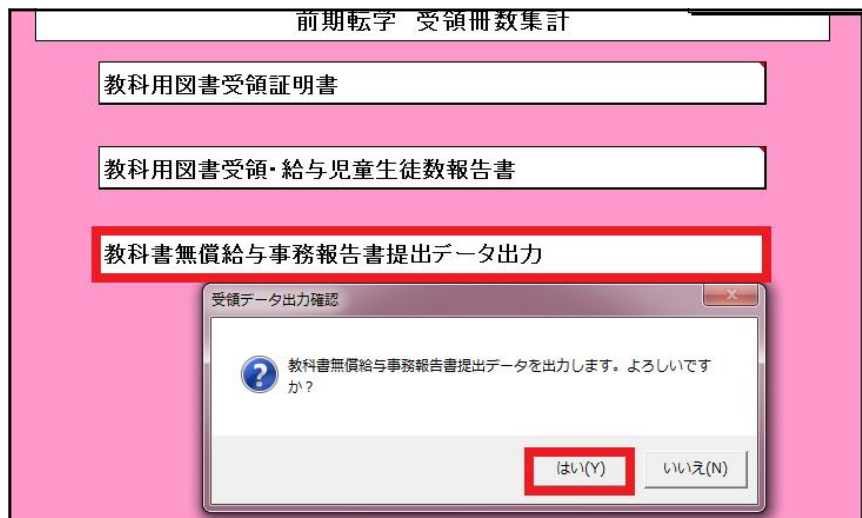 前期転学 受領冊数集計
教科用図書受領証明書
教科用図書受領・給与児童生徒数報告書
教科書無償給与事務報告書提出データ出力
受領データ出力確認
教科書無償給与事務報告書提出データを出力します。よろしいです
か？
はい(Y)
いいえ(N)